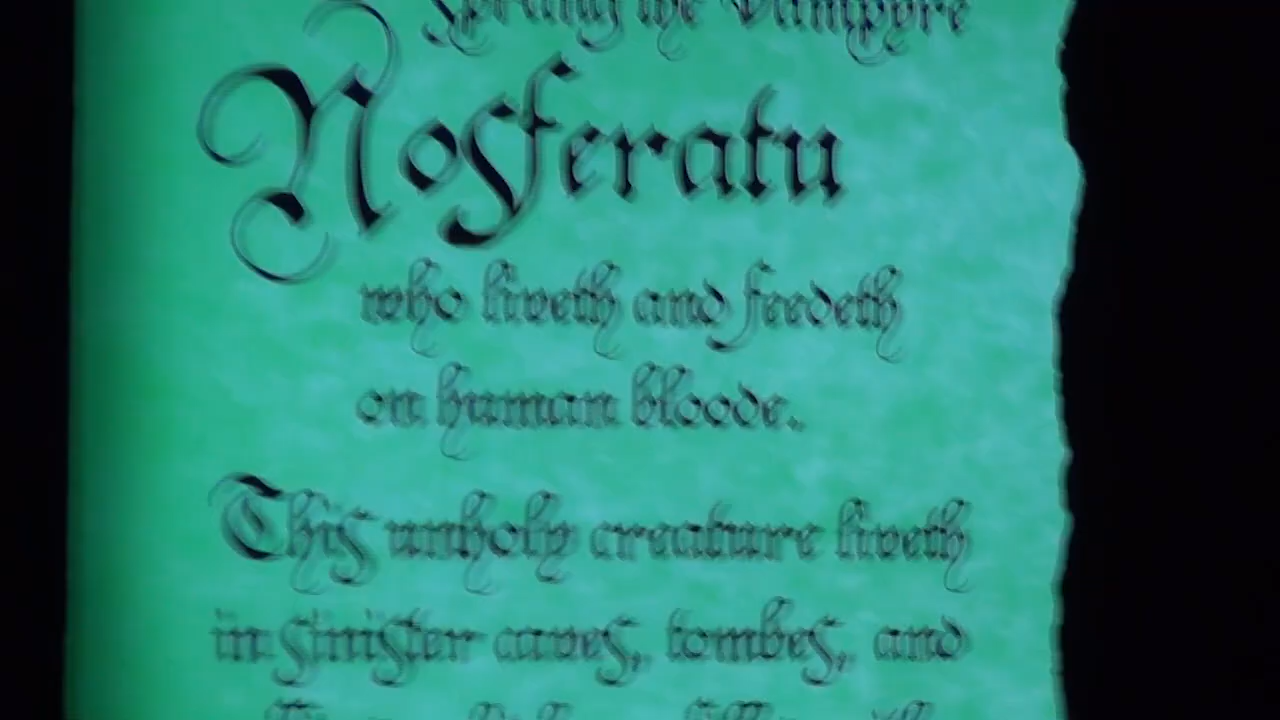 the Vampyre
Nosferatu
who liveth and feedeth
on human bloode.
This unholy creature liveth
in sinister caves, tombes, and